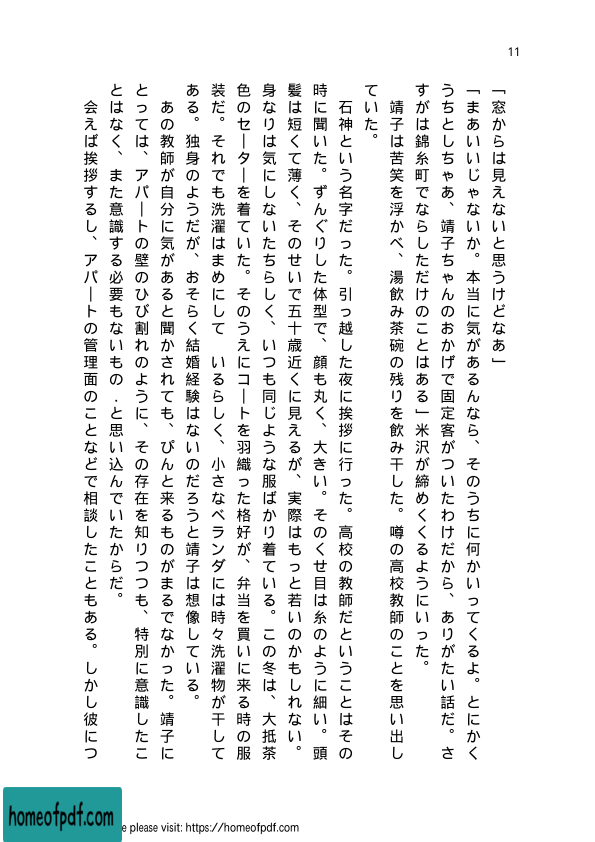 11
「窓からは見えないと思うけどなあ」
「まあいいじゃないか。本当に気があるんなら、そのうちに何かいってくるよ。とにかく
うちとしちゃあ、靖子ちゃんのおかげで固定客がついたわけだから、ありがたい話だ。さ
すがは錦糸町でならしただけのことはある」米沢が締めくくるようにいった。
靖子は苦笑を浮かべ、湯飲み茶碗の残りを飲み干した。噂の高校教師のことを思い出し
ていた。
石神という名字だった。引っ越した夜に挨拶に行った。高校の教師だということはその
時に聞いた。ずんぐりした体型で、顔も丸く、大きい。そのくせ目は糸のように細い。頭
髪は短くて薄く、そのせいで五十歳近くに見えるが、実際はもっと若いのかもしれない。
身なりは気にしないたちらしく、いつも同じような服ばかり着ている。この冬は、大抵茶
色のセーターを着ていた。そのうえにコートを羽織った格好が、弁当を買いに来る時の服
装だ。それでも洗濯はまめにして　いるらしく、小さなベランダには時々洗濯物が干して
ある。独身のようだが、おそらく結婚経験はないのだろうと靖子は想像している。
あの教師が自分に気があると聞かされても、ぴんと来るものがまるでなかった。靖子に
とっては、アパートの壁のひび割れのように、その存在を知りつつも、特別に意識したこ
とはなく、また意識する必要もないもの.と思い込んでいたからだ。
会えば挨拶するし、アパートの管理面のことなどで相談したこともある。しかし彼につ
homeofpdf.com
e please visit: https://homeofpdf.com